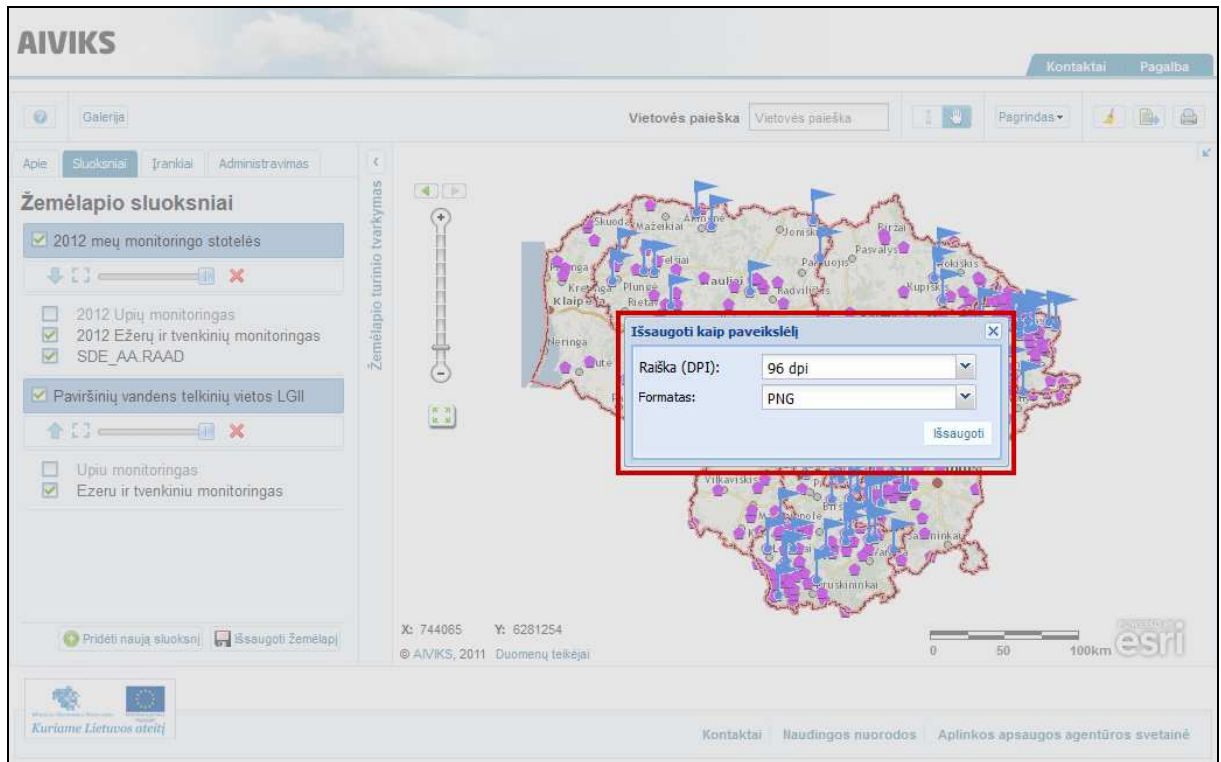 AIVIKS
Kontaktai Pagalba
Galerija
Vietovės paieška Vietovės paieška
Pagrindas
Apie Sluoksniai Įrankiai Administravimas
Žemėlapio sluoksniai
2012 meų monitoringo stotelės
2012 Upių monitoringas
2012 Ežerų ir tvenkinių monitoringas
SDE_AA.RAAD
Paviršinių vandens telkinių vietos LGII
Upiu monitoringas
Ezeru ir tvenkiniu monitoringas
Pridėti naują sluoksnį Išsaugoti žemėlapį
Žemėlapio turinio tvarkymas
Skuodas Mažeikiai
Biržai
Pasvalys
Rokiškis
Telšiai
Kretinga Plungė
Radviliškis
Kupiškis
Klaipėda Rietavas
Neringa
Išsaugoti kaip paveikslėlį
Raiška (DPI): 96 dpi
Formatas: PNG
Išsaugoti
Vilkaviškis
Druskininkai
X: 744065 Y: 6281254
© AIVIKS, 2011 Duomenų teikėjai
0 50 100km
esri
Kuriame Lietuvos ateitį
Kontaktai Naudingos nuorodos Aplinkos apsaugos agentūros svetainė